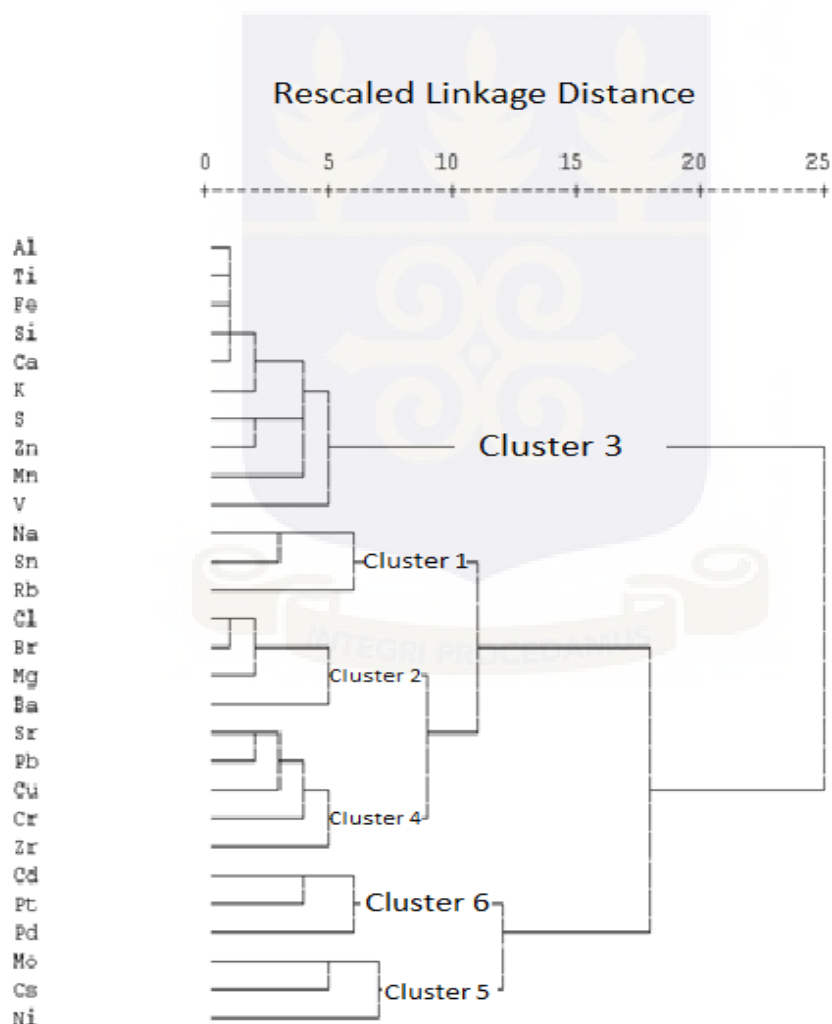 Rescaled Linkage Distance
0 5 10 15 20 25
Al
Ti
Fe
Si
Ca
K
S
Zn
Cluster 3
Mn
V
Na
Sn
Cluster 1
Rb
Cl
Br
INTEGRI PROCEDAMUS
Mg
Cluster 2
Ba
Sr
Pb
Cu
Cr
Cluster 4
Zr
Cd
Pt
Cluster 6
Pd
Mo
Cs
Cluster 5
Ni